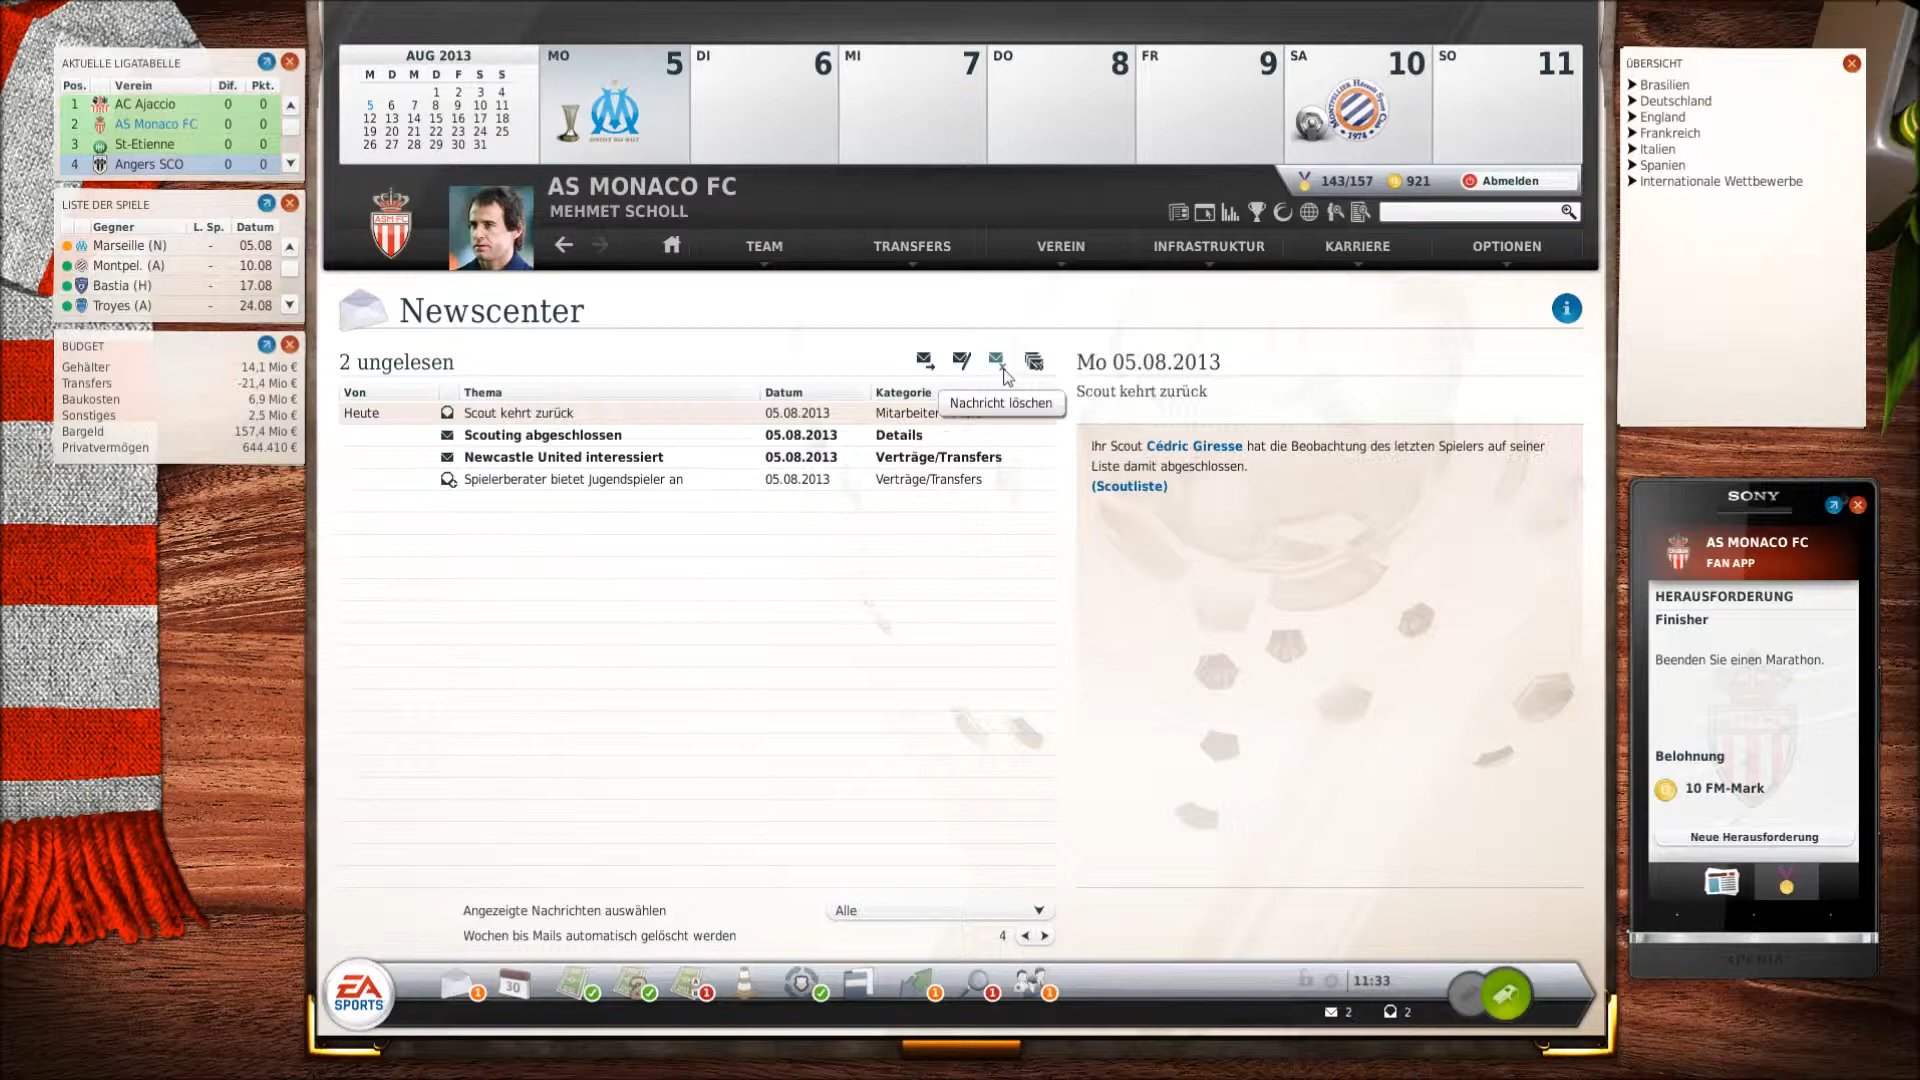 AKTUELLE LIGATABELLE
Pos. Verein Dif. Pkt.
1 AC Ajaccio 0 0
2 AS Monaco FC 0 0
3 St-Etienne 0 0
4 Angers SCO 0 0
LISTE DER SPIELE
Gegner L. Sp. Datum
Marseille (N) - 05.08
Montpel. (A) - 10.08
Bastia (H) - 17.08
Troyes (A) - 24.08
BUDGET
Gehälter 14,1 Mio €
Transfers -21,4 Mio €
Baukosten 6,9 Mio €
Sonstiges 2,5 Mio €
Bargeld 157,4 Mio €
Privatvermögen 644.410 €
AUG 2013
M D M D F S S
1 2 3 4
5 6 7 8 9 10 11
12 13 14 15 16 17 18
19 20 21 22 23 24 25
26 27 28 29 30 31
MO 5 DI 6 MI 7 DO 8 FR 9 SA 10 SO 11
DROIT AU BUT
1974
ASM FC
AS MONACO FC
MEHMET SCHOLL
143/157 921 Abmelden
TEAM TRANSFERS VEREIN INFRASTRUKTUR KARRIERE OPTIONEN
Newscenter
2 ungelesen
Von Thema Datum Kategorie
Nachricht löschen
Heute Scout kehrt zurück 05.08.2013 Mitarbeiter
Scouting abgeschlossen 05.08.2013 Details
Newcastle United interessiert 05.08.2013 Verträge/Transfers
Spielerberater bietet Jugendspieler an 05.08.2013 Verträge/Transfers
Angezeigte Nachrichten auswählen Alle
Wochen bis Mails automatisch gelöscht werden 4
Mo 05.08.2013
Scout kehrt zurück
Ihr Scout Cédric Giresse hat die Beobachtung des letzten Spielers auf seiner
Liste damit abgeschlossen.
(Scoutliste)
EA
SPORTS
1 30 1 1 1 1
11:33
2 2
ÜBERSICHT
Brasilien
Deutschland
England
Frankreich
Italien
Spanien
Internationale Wettbewerbe
SONY
AS MONACO FC
FAN APP
HERAUSFORDERUNG
Finisher
Beenden Sie einen Marathon.
Belohnung
10 FM-Mark
Neue Herausforderung
XPERIA